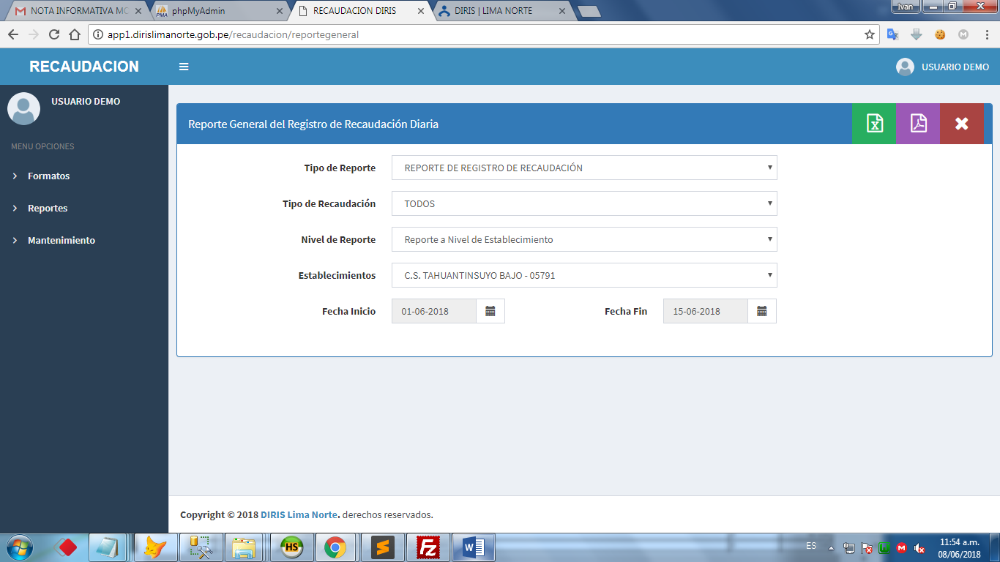 NOTA INFORMATIVA MC
phpMyAdmin
RECAUDACION DIRIS
DIRIS | LIMA NORTE
Ivan
app1.dirislimanorte.gob.pe/recaudacion/reportegeneral
RECAUDACION
USUARIO DEMO
USUARIO DEMO
MENU OPCIONES
Formatos
Reportes
Mantenimiento
Reporte General del Registro de Recaudación Diaria
Tipo de Reporte
REPORTE DE REGISTRO DE RECAUDACIÓN
Tipo de Recaudación
TODOS
Nivel de Reporte
Reporte a Nivel de Establecimiento
Establecimientos
C.S. TAHUANTINSUYO BAJO - 05791
Fecha Inicio
01-06-2018
Fecha Fin
15-06-2018
Copyright © 2018 DIRIS Lima Norte. derechos reservados.
HS
ES
11:54 a.m.
08/06/2018